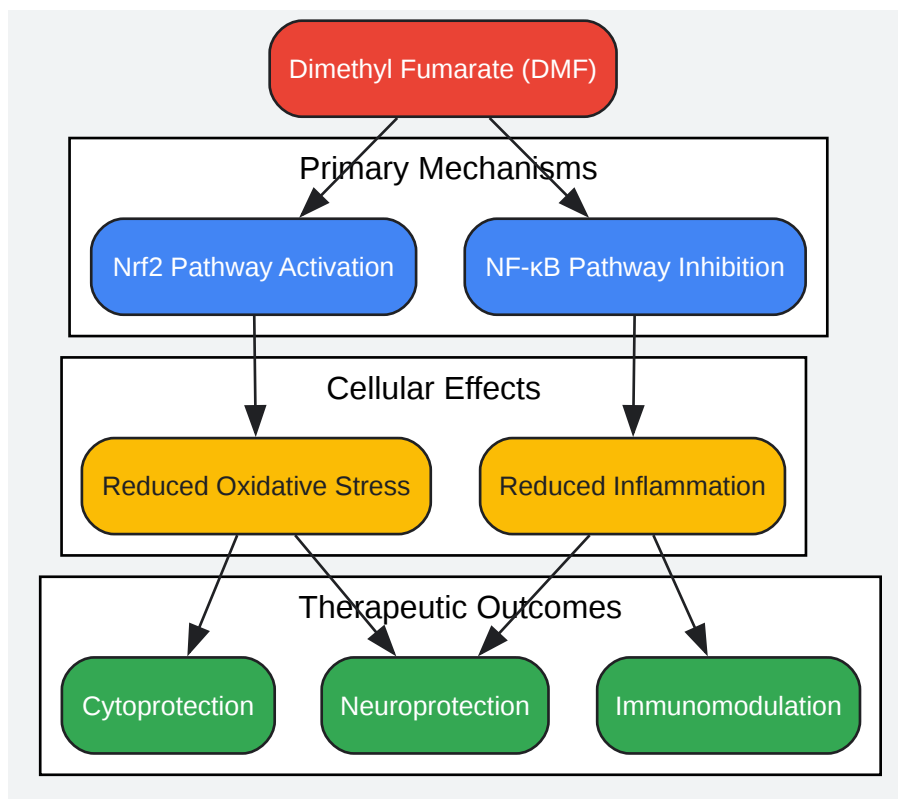 Dimethyl Fumarate (DMF)
Primary Mechanisms
Nrf2 Pathway Activation
NF-κB Pathway Inhibition
Cellular Effects
Reduced Oxidative Stress
Reduced Inflammation
Therapeutic Outcomes
Cytoprotection
Neuroprotection
Immunomodulation